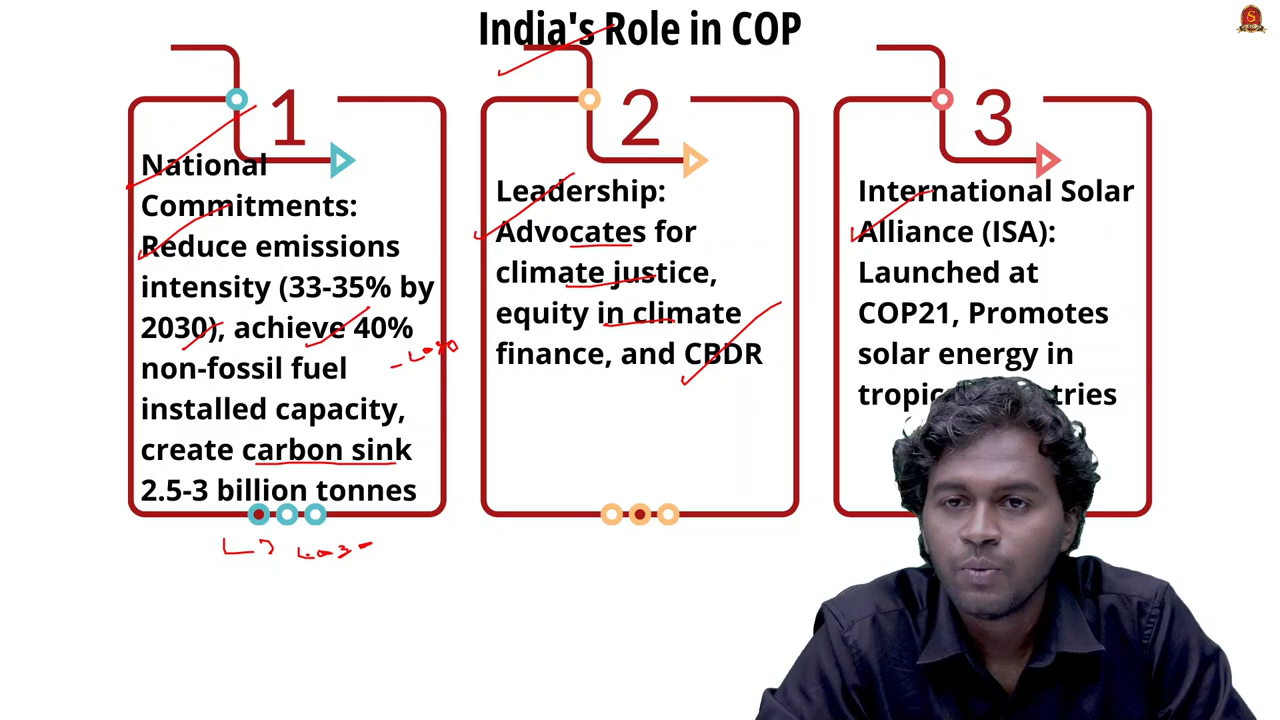 India's Role in COP
1
National
Commitments:
Reduce emissions
intensity (33-35% by
2030), achieve 40%
non-fossil fuel
installed capacity,
create carbon sink
2.5-3 billion tonnes
2
Leadership:
Advocates for
climate justice,
equity in climate
finance, and CBDR
3
International Solar
Alliance (ISA):
Launched at
COP21, Promotes
solar energy in